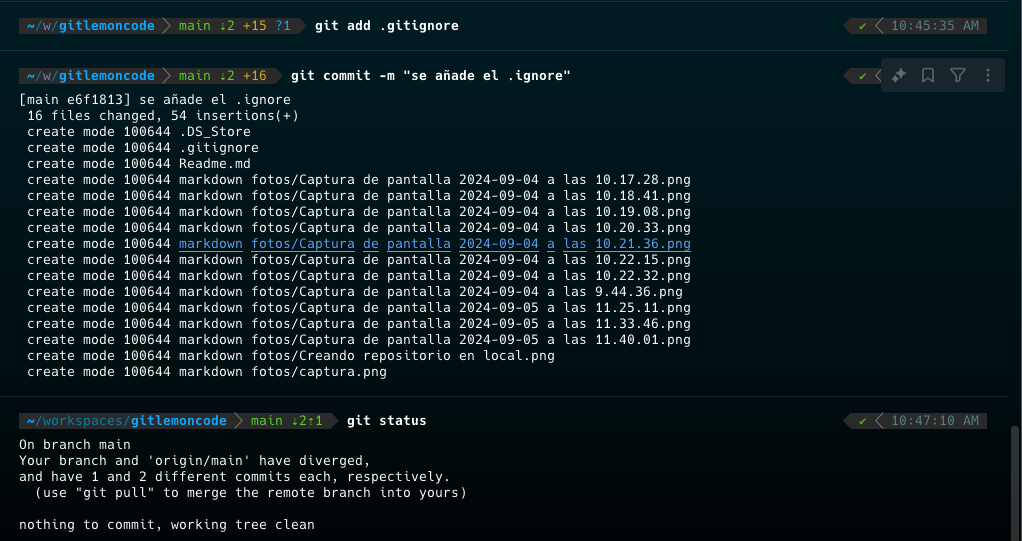 ~/w/gitlemoncode main ⇣2 +15 ?1 git add .gitignore ✔ 10:45:35 AM
~/w/gitlemoncode main ⇣2 +16 git commit -m "se añade el .ignore" ✔
[main e6f1813] se añade el .ignore
16 files changed, 54 insertions(+)
create mode 100644 .DS_Store
create mode 100644 .gitignore
create mode 100644 Readme.md
create mode 100644 markdown fotos/Captura de pantalla 2024-09-04 a las 10.17.28.png
create mode 100644 markdown fotos/Captura de pantalla 2024-09-04 a las 10.18.41.png
create mode 100644 markdown fotos/Captura de pantalla 2024-09-04 a las 10.19.08.png
create mode 100644 markdown fotos/Captura de pantalla 2024-09-04 a las 10.20.33.png
create mode 100644 markdown fotos/Captura de pantalla 2024-09-04 a las 10.21.36.png
create mode 100644 markdown fotos/Captura de pantalla 2024-09-04 a las 10.22.15.png
create mode 100644 markdown fotos/Captura de pantalla 2024-09-04 a las 10.22.32.png
create mode 100644 markdown fotos/Captura de pantalla 2024-09-04 a las 9.44.36.png
create mode 100644 markdown fotos/Captura de pantalla 2024-09-05 a las 11.25.11.png
create mode 100644 markdown fotos/Captura de pantalla 2024-09-05 a las 11.33.46.png
create mode 100644 markdown fotos/Captura de pantalla 2024-09-05 a las 11.40.01.png
create mode 100644 markdown fotos/Creando repositorio en local.png
create mode 100644 markdown fotos/captura.png
~/workspaces/gitlemoncode main ⇣2⇡1 git status ✔ 10:47:10 AM
On branch main
Your branch and 'origin/main' have diverged,
and have 1 and 2 different commits each, respectively.
(use "git pull" to merge the remote branch into yours)
nothing to commit, working tree clean